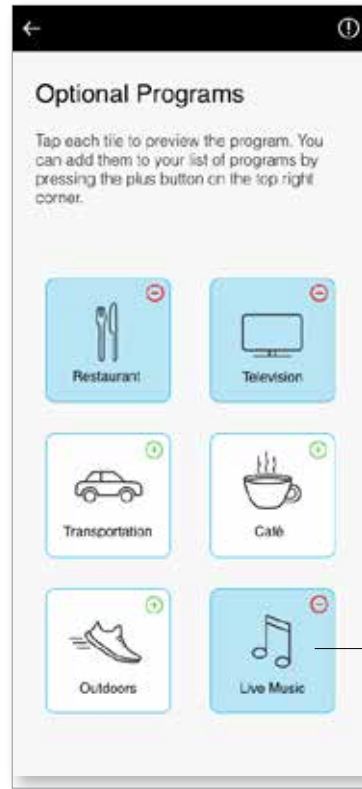 Optional Programs
Tap each tile to preview the program. You
can add them to your list of programs by
pressing the plus button on the top right
corner.
Restaurant
Television
Transportation
Café
Outdoors
Live Music